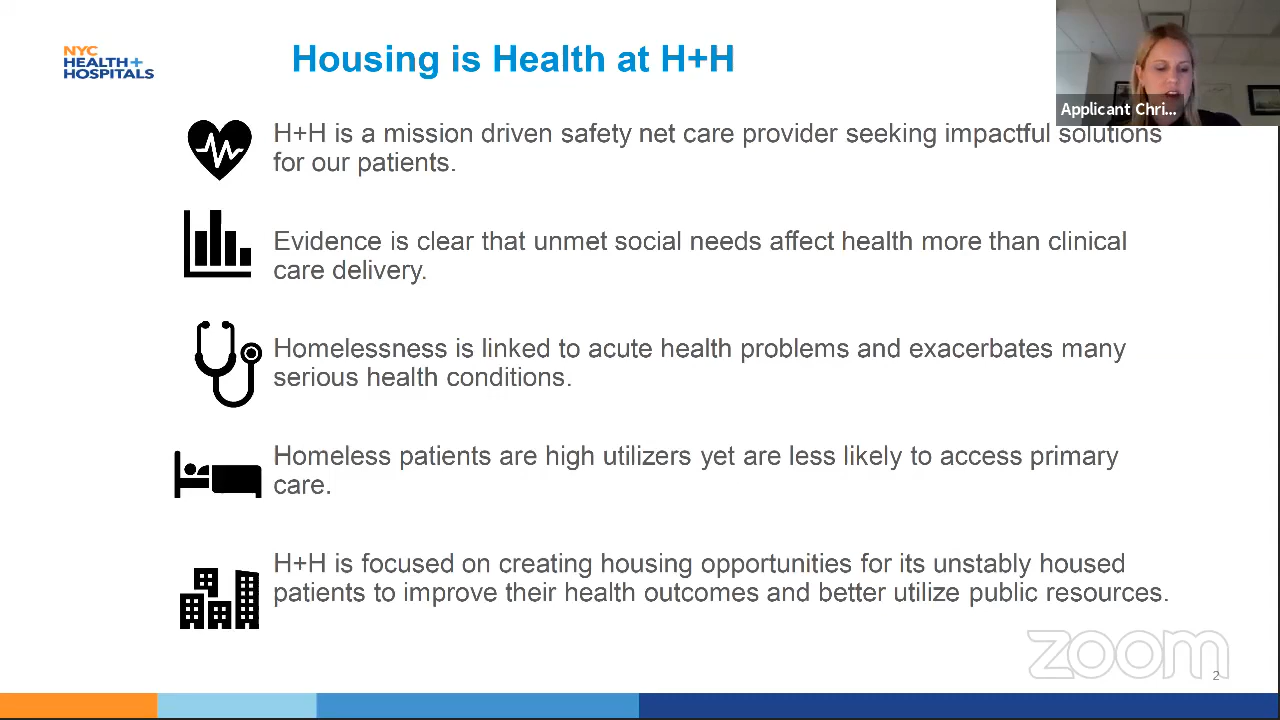 NYC
HEALTH+
HOSPITALS
Housing is Health at H+H
Applicant Chri...
H+H is a mission driven safety net care provider seeking impactful solutions
for our patients.
Evidence is clear that unmet social needs affect health more than clinical
care delivery.
Homelessness is linked to acute health problems and exacerbates many
serious health conditions.
Homeless patients are high utilizers yet are less likely to access primary
care.
H+H is focused on creating housing opportunities for its unstably housed
patients to improve their health outcomes and better utilize public resources.
zoom
2